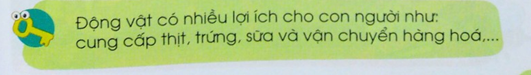 Động vật có nhiều lợi ích cho con người như:
cung cấp thịt, trứng, sữa và vận chuyển hàng hoá,...